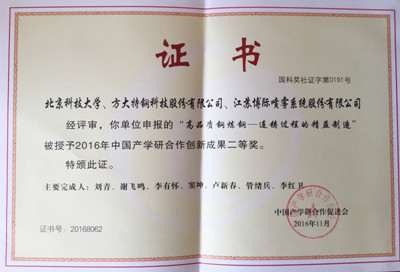 证书
国科奖社证字第0191号
北京科技大学、方大特钢科技股份有限公司、江苏博际喷雾系统股份有限公司
经评审,你单位申报的“高品质钢炼钢—连铸过程的精益制造”
被授予2016年中国产学研合作创新成果二等奖。
特颁此证。
主要完成人:刘青、谢飞鸣、李有怀、窦坤、卢新春、管绪兵、李红卫
中国产学研合作促进会
2016年11月
证书号:20168062